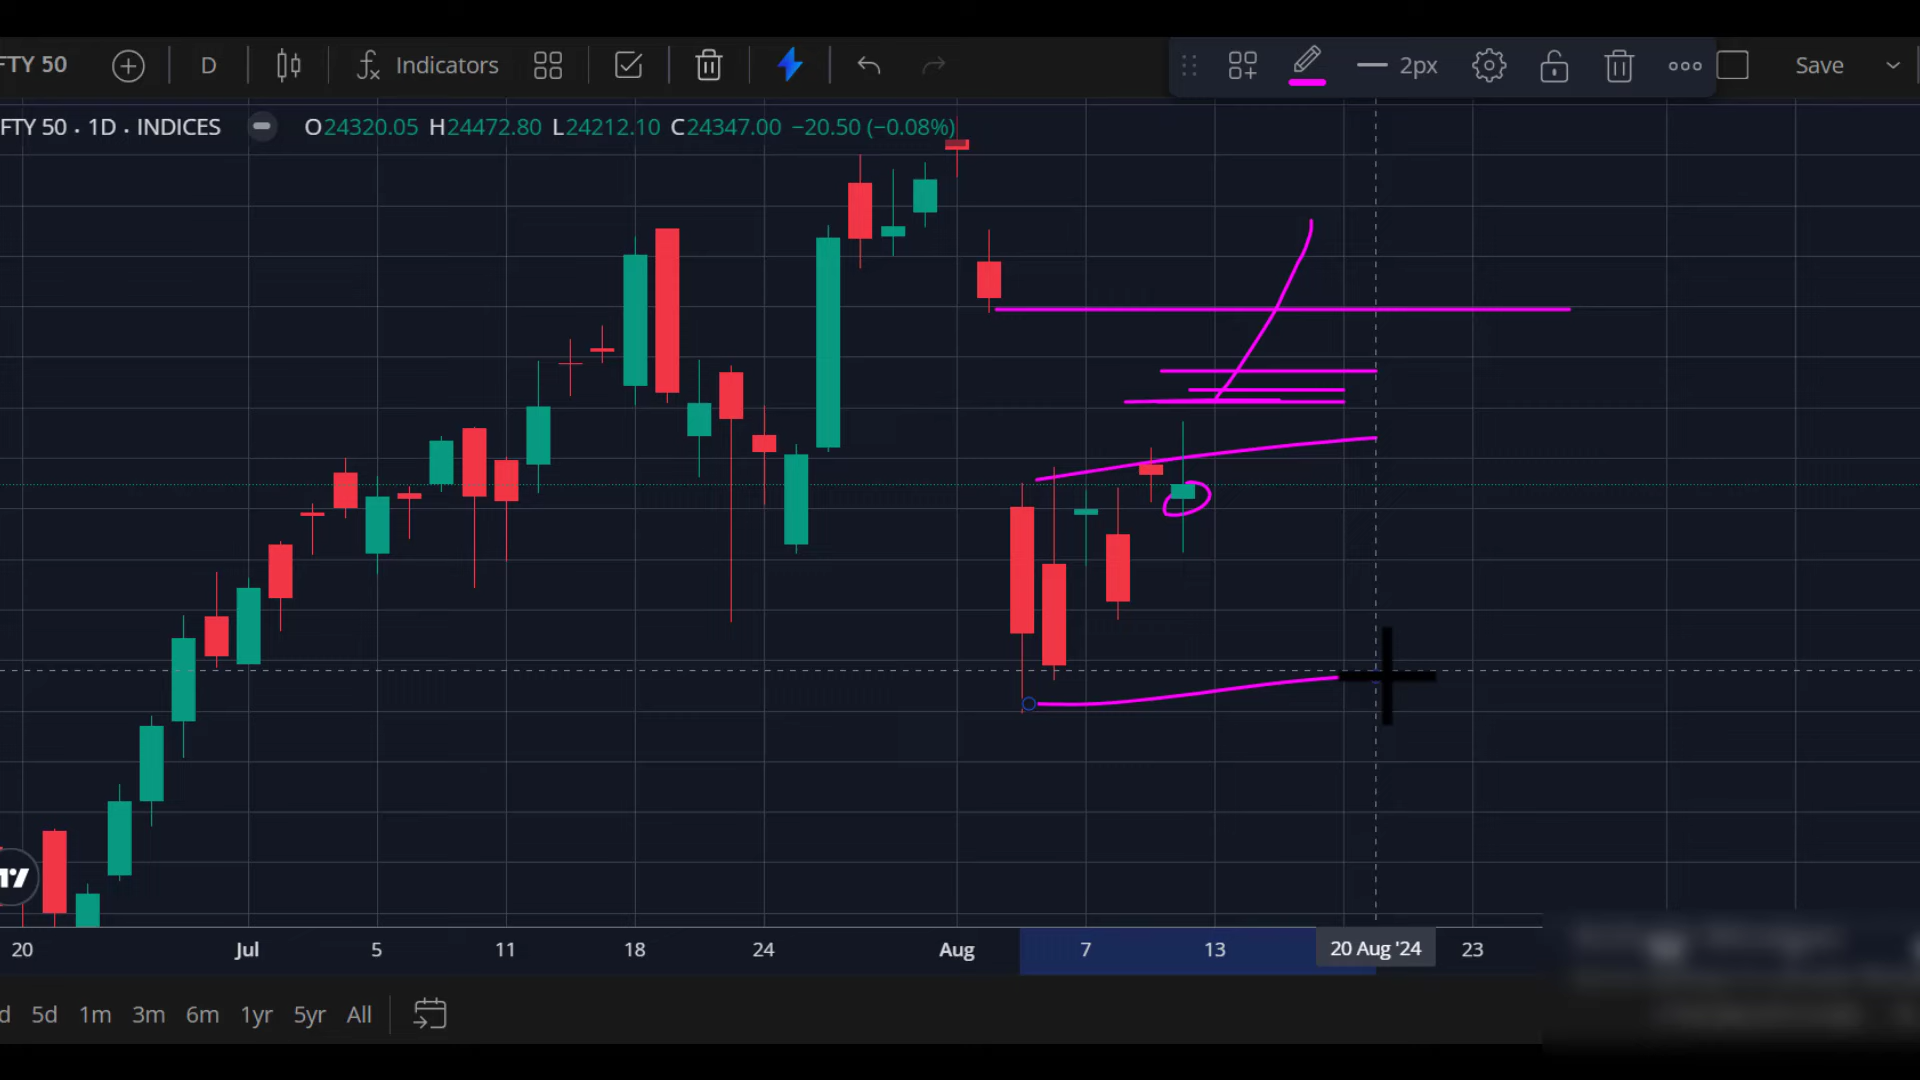 FTY 50 D Indicators 2px Save
FTY 50 · 1D · INDICES O24320.05 H24472.80 L24212.10 C24347.00 −20.50 (−0.08%)
20 Jul 5 11 18 24 Aug 7 13 20 Aug '24 23
d 5d 1m 3m 6m 1yr 5yr All